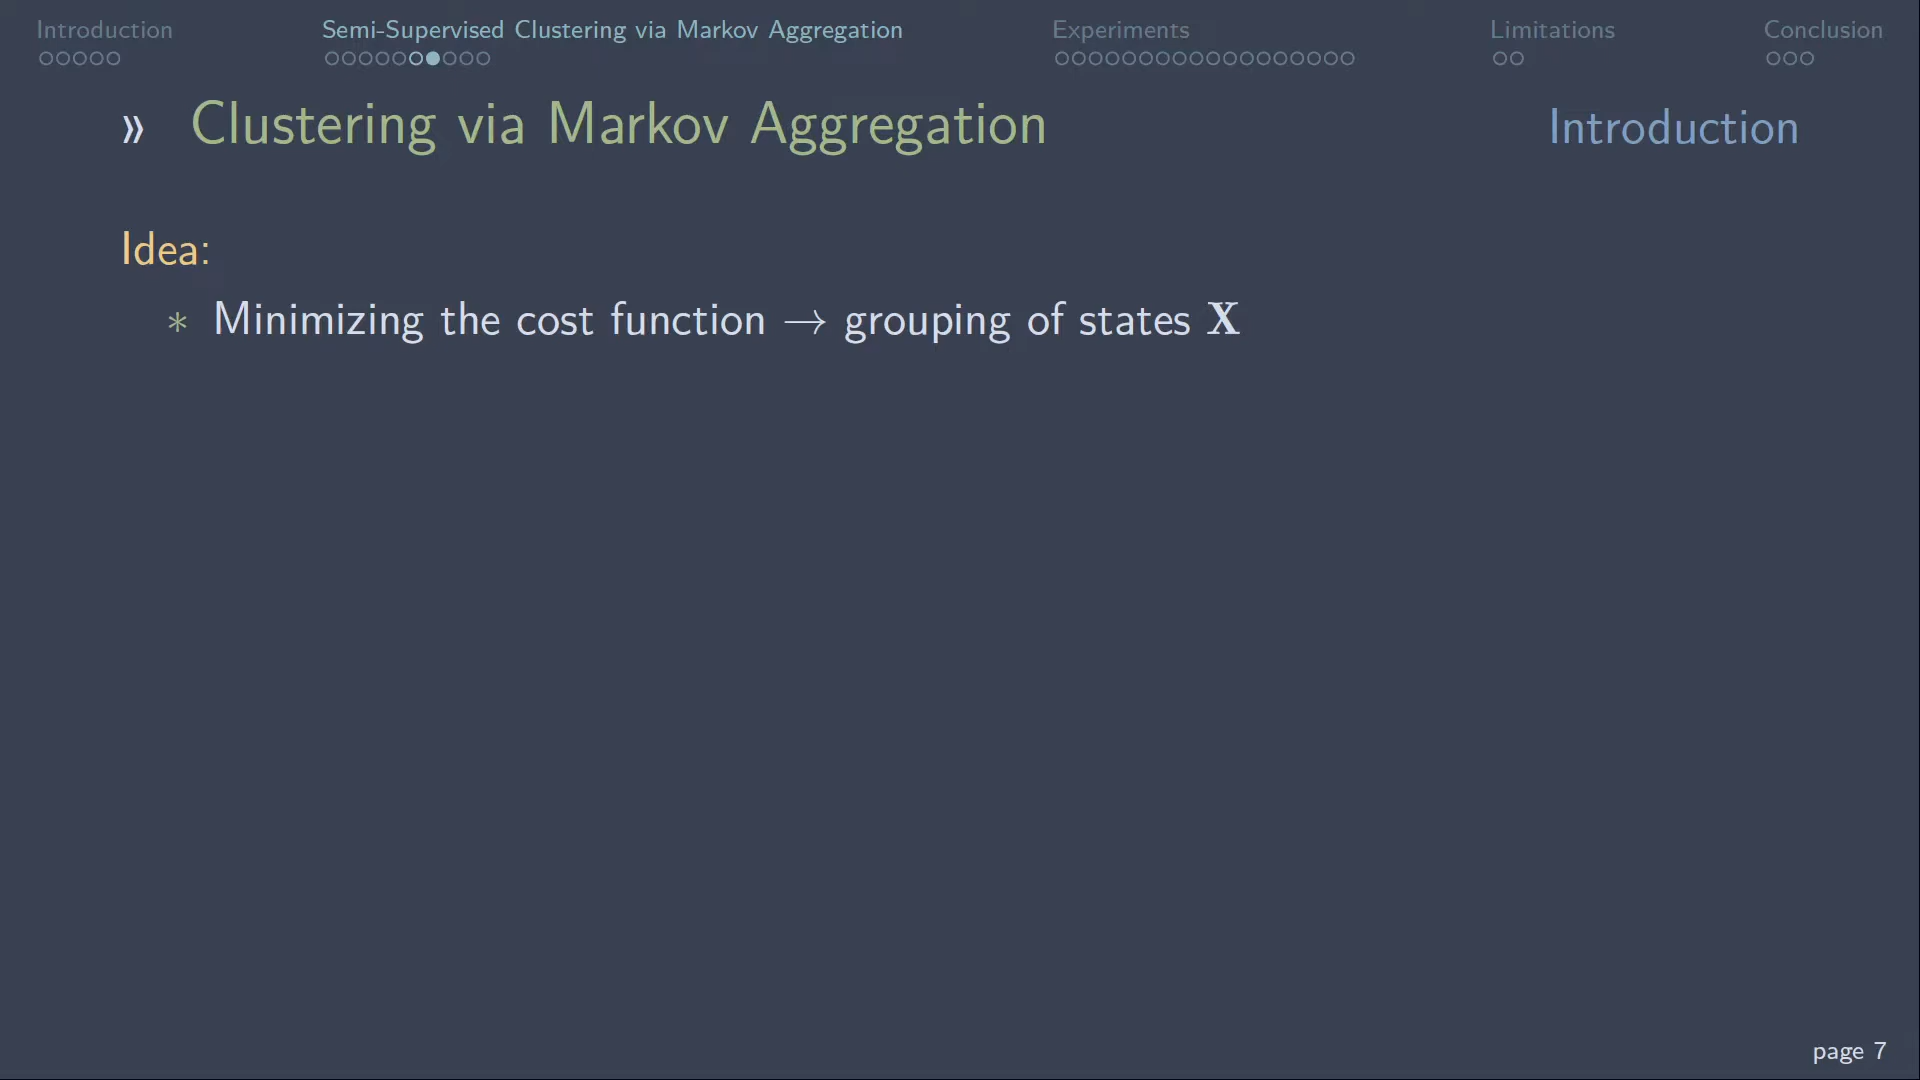 Introduction Semi-Supervised Clustering via Markov Aggregation Experiments Limitations Conclusion
» Clustering via Markov Aggregation Introduction
Idea:
* Minimizing the cost function → grouping of states X
page 7